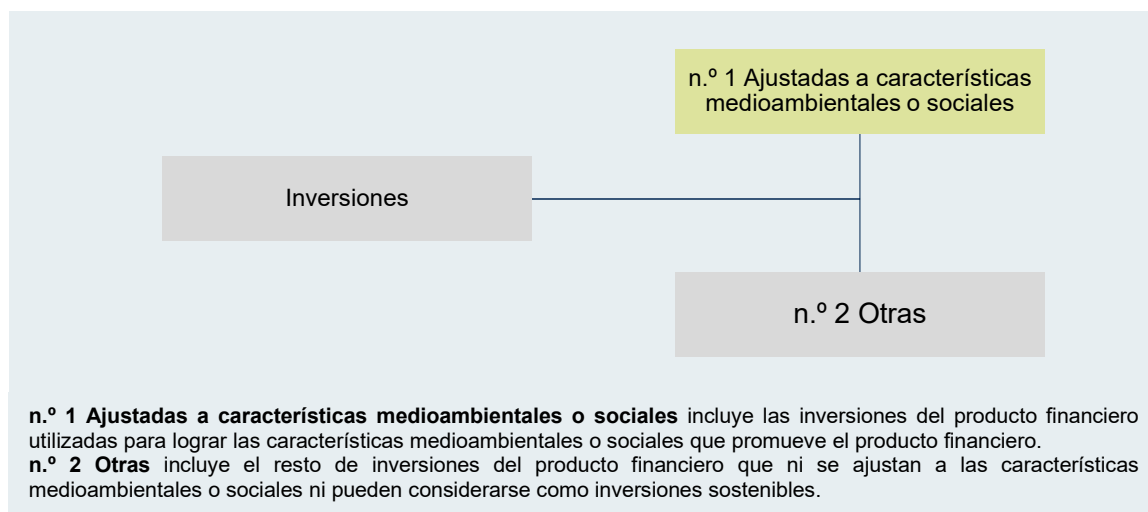 n.º 1 Ajustadas a características
medioambientales o sociales
Inversiones
n.º 2 Otras
n.º 1 Ajustadas a características medioambientales o sociales incluye las inversiones del producto financiero
utilizadas para lograr las características medioambientales o sociales que promueve el producto financiero.
n.º 2 Otras incluye el resto de inversiones del producto financiero que ni se ajustan a las características
medioambientales o sociales ni pueden considerarse como inversiones sostenibles.